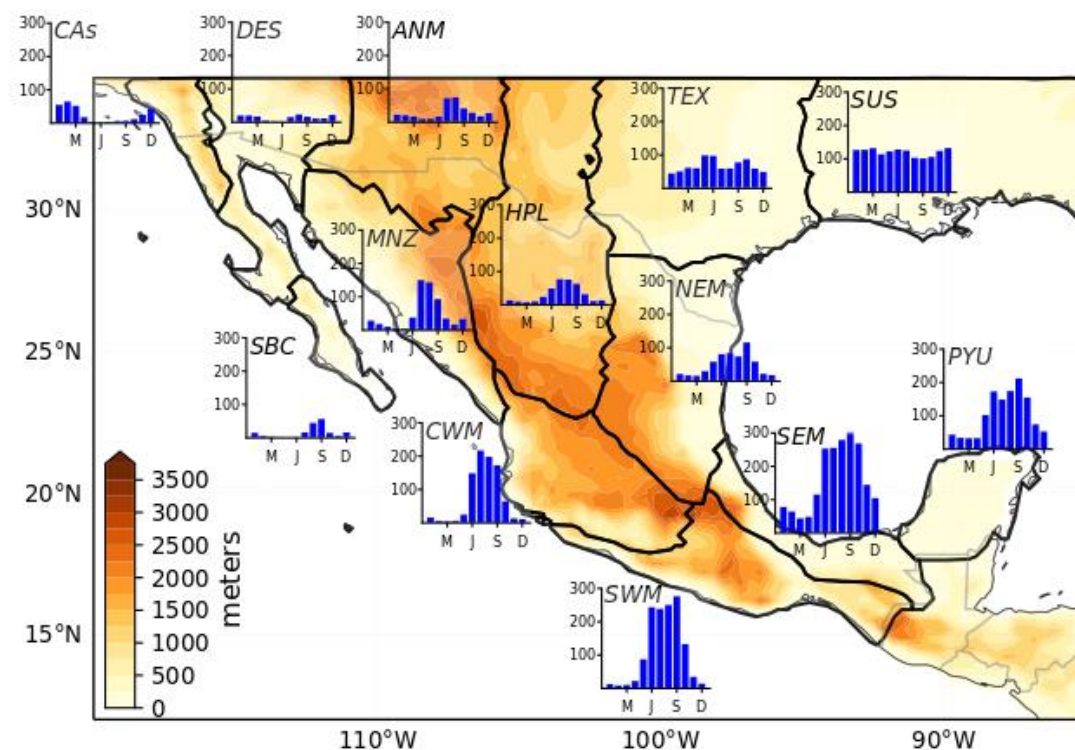 300 CAs
200
100
M J S D
300 DES
200
100
M J S D
300 ANM
200
100
M J S D
300 TEX
200
100
M J S D
300 SUS
200
100
M J S D
30°N
300 MNZ
200
100
M J S D
300 HPL
200
100
M J S D
300 NEM
200
100
M J S D
25°N
300 SBC
200
100
M J S D
300 PYU
200
100
M J S D
300 CWM
200
100
M J S D
300 SEM
200
100
M J S D
20°N
3500
3000
2500
2000
1500
1000
500
0
meters
300 SWM
200
100
M J S D
15°N
110°W 100°W 90°W